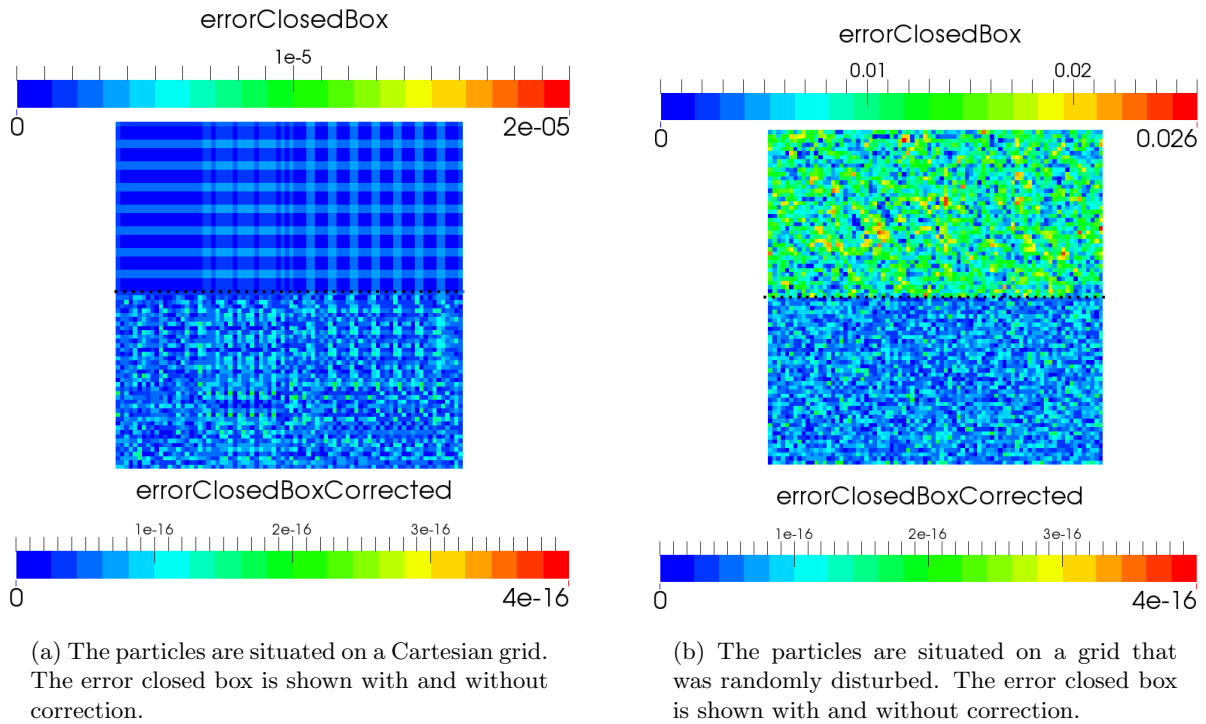 errorClosedBox
1e-5
0 2e-05
errorClosedBoxCorrected
1e-16 2e-16 3e-16
0 4e-16
(a) The particles are situated on a Cartesian grid.
The error closed box is shown with and without
correction.
errorClosedBox
0.01 0.02
0 0.026
errorClosedBoxCorrected
1e-16 2e-16 3e-16
0 4e-16
(b) The particles are situated on a grid that
was randomly disturbed. The error closed box
is shown with and without correction.